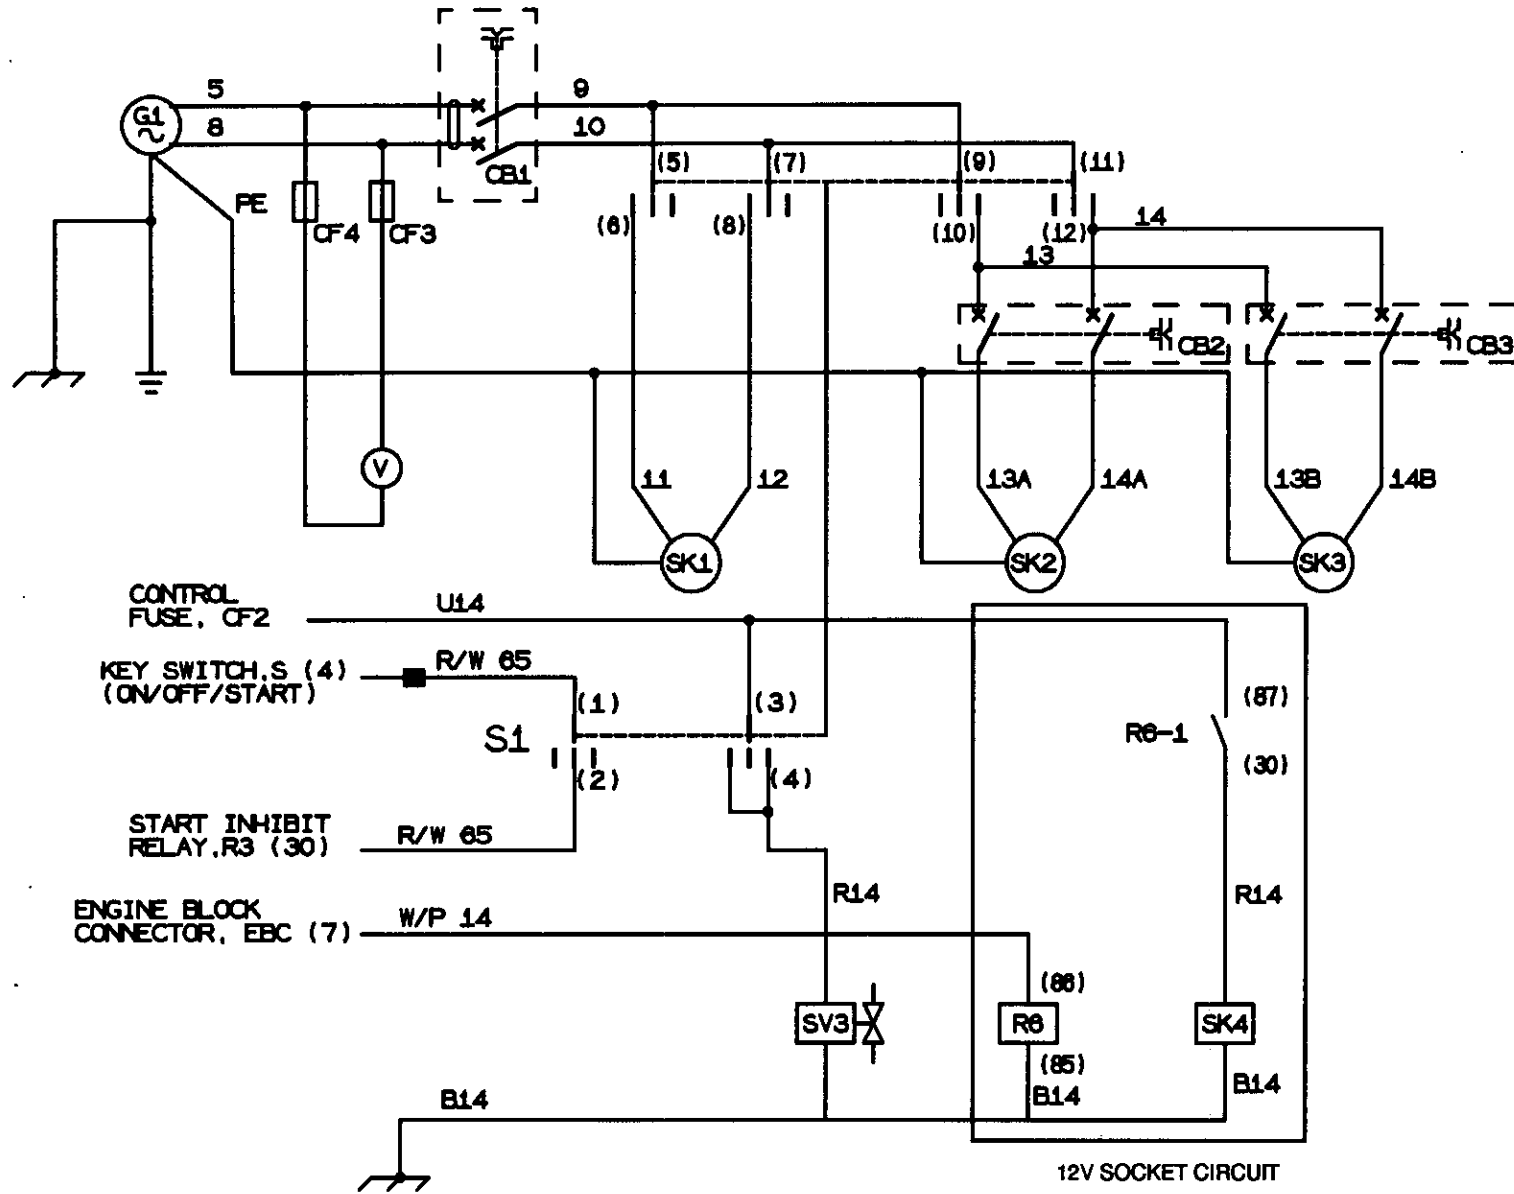 5
G1
8
9
10
CB1
PE
CF4
CF3
(5)
(7)
(9)
(11)
(6)
(8)
(10)
(12)
14
13
CB2
CB3
V
11
12
13A
14A
13B
14B
SK1
SK2
SK3
CONTROL
FUSE, CF2
U14
KEY SWITCH,S (4)
(ON/OFF/START)
R/W 65
(1)
(3)
S1
(2)
(4)
(87)
R6-1
(30)
START INHIBIT
RELAY,R3 (30)
R/W 65
R14
R14
ENGINE BLOCK
CONNECTOR, EBC (7)
W/P 14
(86)
SV3
R6
SK4
(85)
B14
B14
B14
12V SOCKET CIRCUIT